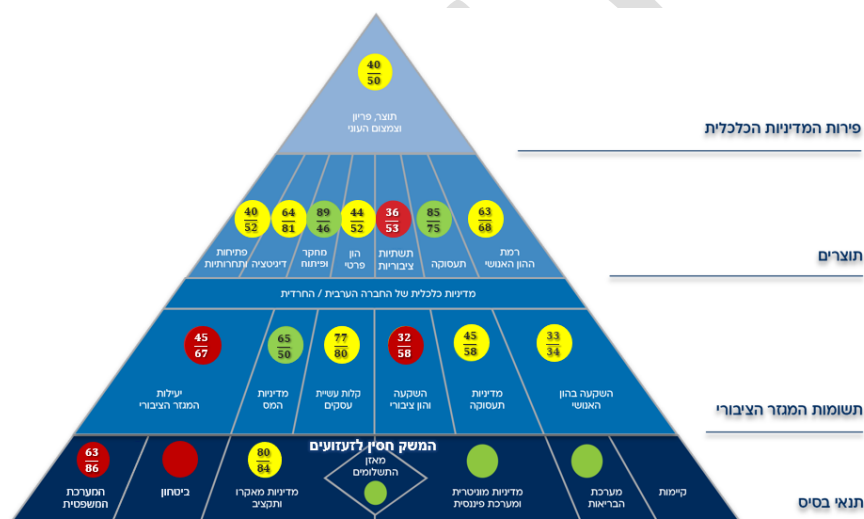 40
50
תוצר, פריון
וצמצום העוני
פירות המדיניות הכלכלית
63
68
רמת
ההון האנושי
85
75
תעסוקה
36
53
תשתיות
ציבוריות
44
52
הון
פרטי
89
46
מחקר
ופיתוח
64
81
דיגיטציה
40
52
פתיחות
ותחרותיות
תוצרים
מדיניות כלכלית של החברה הערבית / החרדית
33
34
השקעה בהון
האנושי
45
58
מדיניות
תעסוקה
32
58
השקעה
והון ציבורי
77
80
קלות עשיית
עסקים
65
50
מדיניות
המס
45
67
יעילות
המגזר הציבורי
תשומות המגזר הציבורי
המשק חסין לזעזועים
קיימות
מערכת
הבריאות
מדיניות מוניטרית
ומערכת פיננסית
מאזן
התשלומים
80
84
מדיניות מאקרו
ותקציב
ביטחון
63
86
המערכת
המשפטית
תנאי בסיס